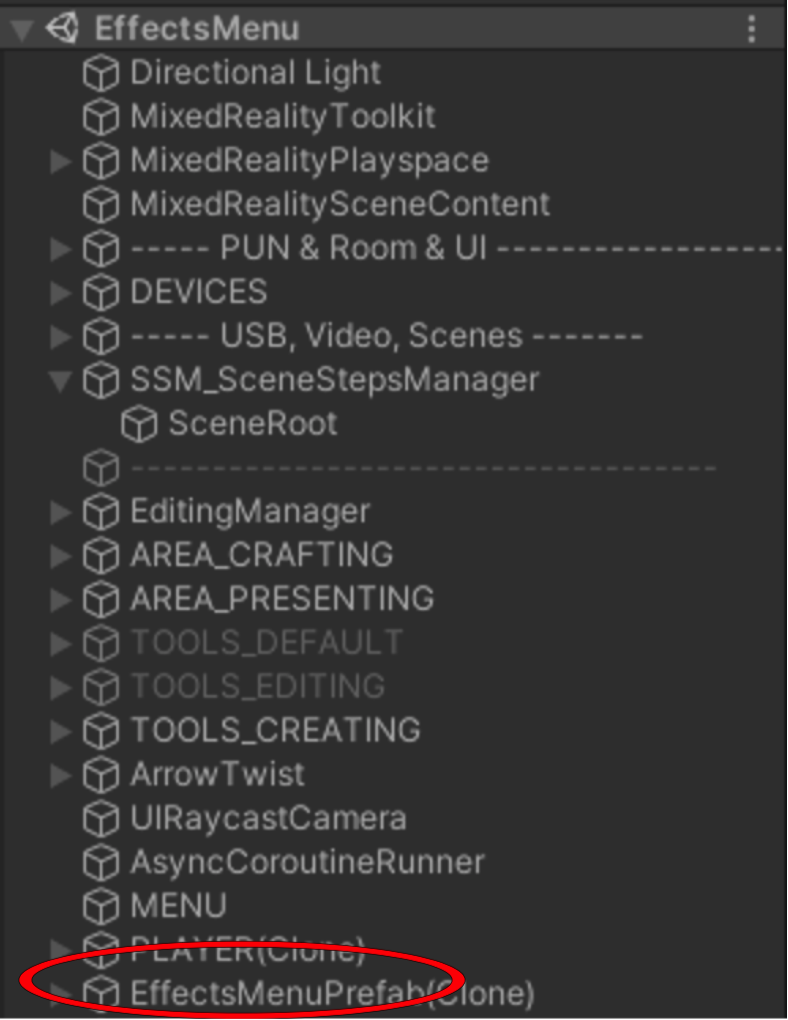 EffectsMenu
Directional Light
MixedRealityToolkit
MixedRealityPlayspace
MixedRealitySceneContent
----- PUN & Room & UI ------------------
DEVICES
----- USB, Video, Scenes -------
SSM_SceneStepsManager
SceneRoot
-------------------------------------
EditingManager
AREA_CRAFTING
AREA_PRESENTING
TOOLS_DEFAULT
TOOLS_EDITING
TOOLS_CREATING
ArrowTwist
UIRaycastCamera
AsyncCoroutineRunner
MENU
PLAYER(Clone)
EffectsMenuPrefab(Clone)